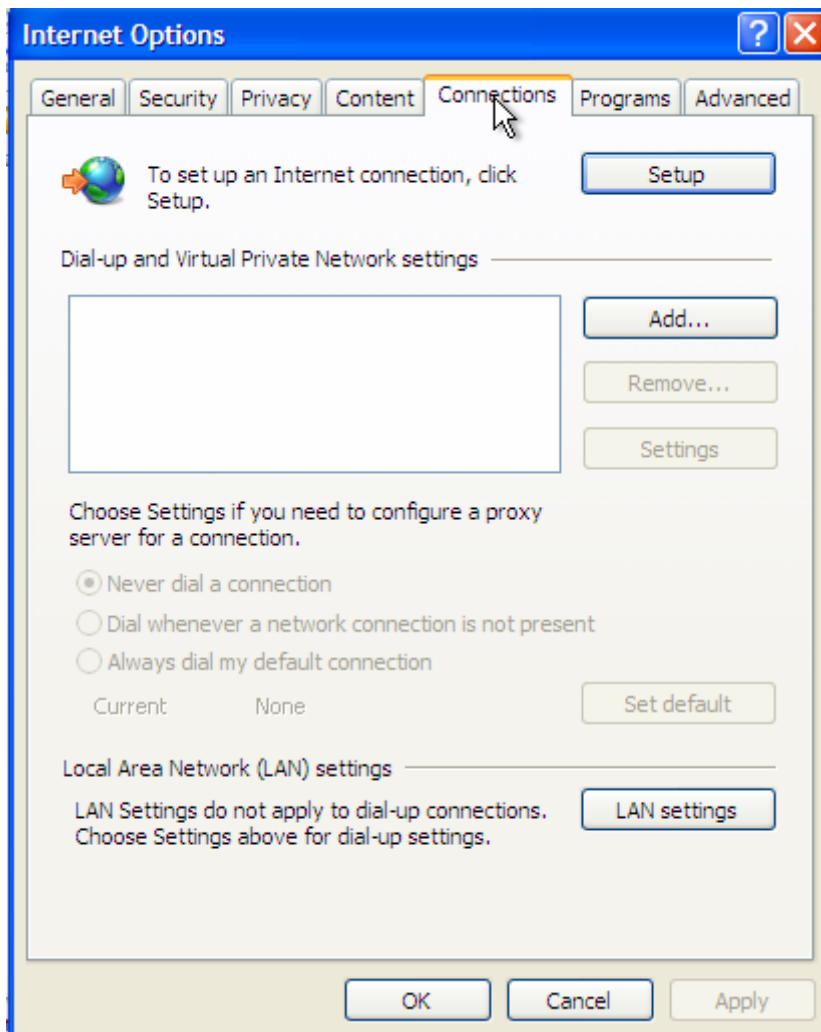 Internet Options
?
General Security Privacy Content Connections Programs Advanced
To set up an Internet connection, click
Setup.
Setup
Dial-up and Virtual Private Network settings
Add...
Remove...
Settings
Choose Settings if you need to configure a proxy
server for a connection.
Never dial a connection
Dial whenever a network connection is not present
Always dial my default connection
Current None
Set default
Local Area Network (LAN) settings
LAN Settings do not apply to dial-up connections.
Choose Settings above for dial-up settings.
LAN settings
OK Cancel Apply